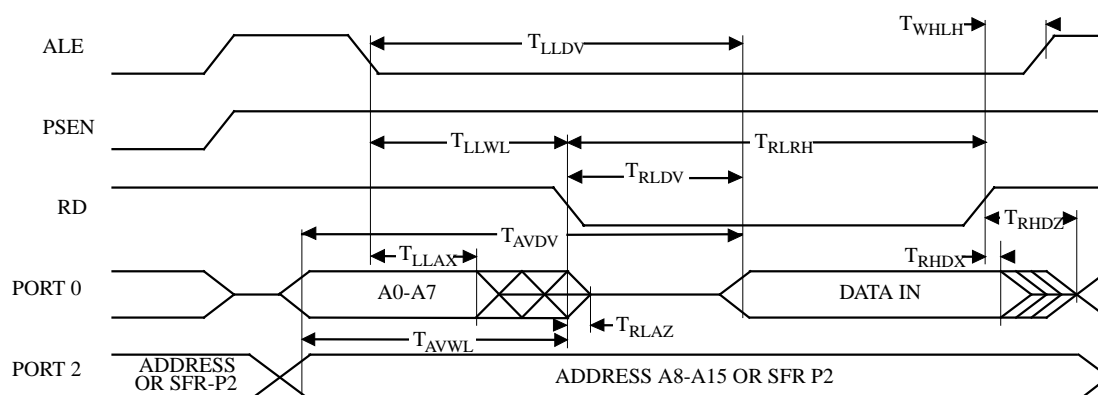 ALE
T_LLDV
T_WHLH
PSEN
T_LLWL
T_RLRH
T_RLDV
RD
T_AVDV
T_RHDZ
T_LLAX
T_RHDX
PORT 0
A0-A7
DATA IN
T_RLAZ
T_AVWL
PORT 2
ADDRESS
OR SFR-P2
ADDRESS A8-A15 OR SFR P2